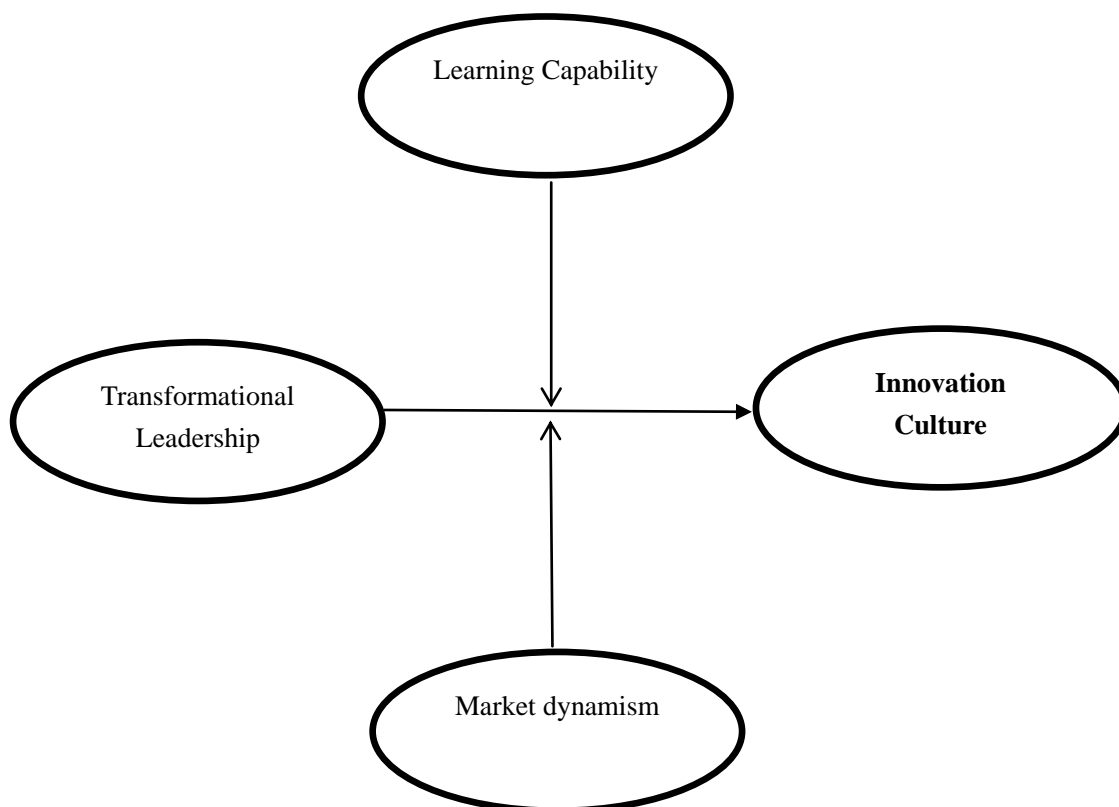 Learning Capability
Transformational
Leadership
Innovation
Culture
Market dynamism